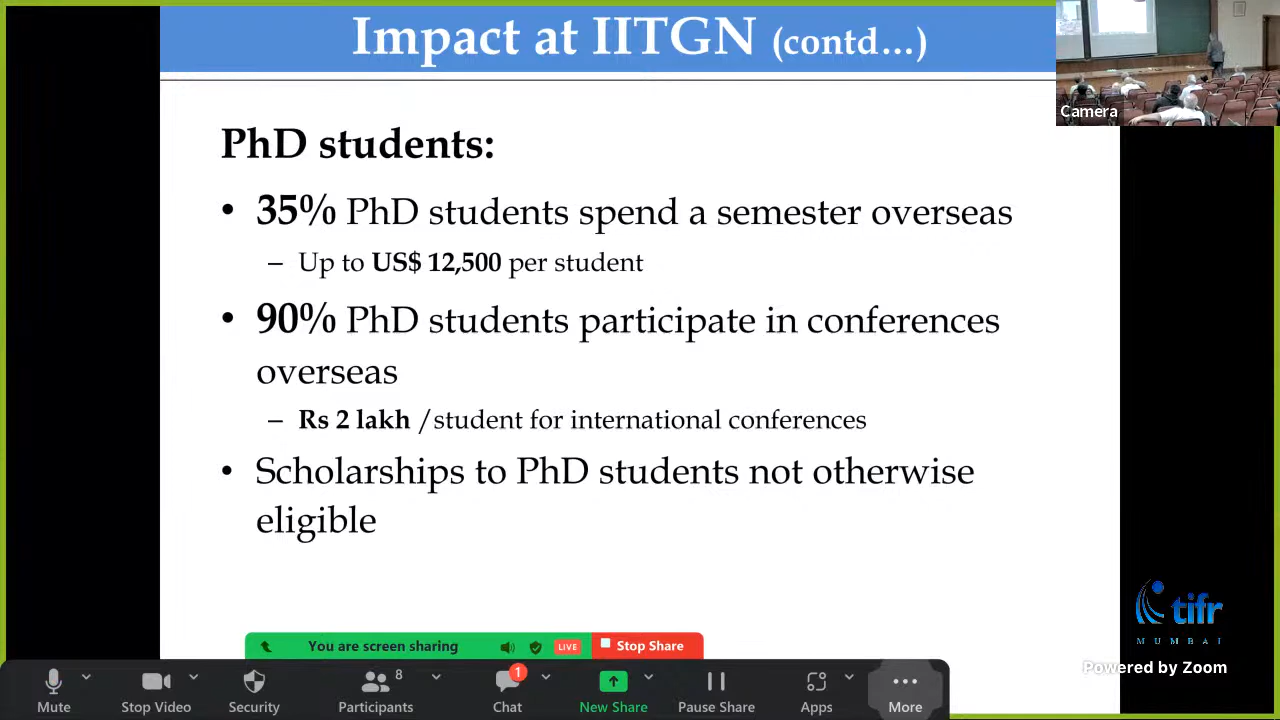 Impact at IITGN (contd…)
Camera
PhD students:
• 35% PhD students spend a semester overseas
– Up to US$ 12,500 per student
• 90% PhD students participate in conferences
overseas
– Rs 2 lakh /student for international conferences
• Scholarships to PhD students not otherwise
eligible
tifr
MUMBAI
Powered by Zoom
You are screen sharing
LIVE
Stop Share
8
1
Mute
Stop Video
Security
Participants
Chat
New Share
Pause Share
Apps
More